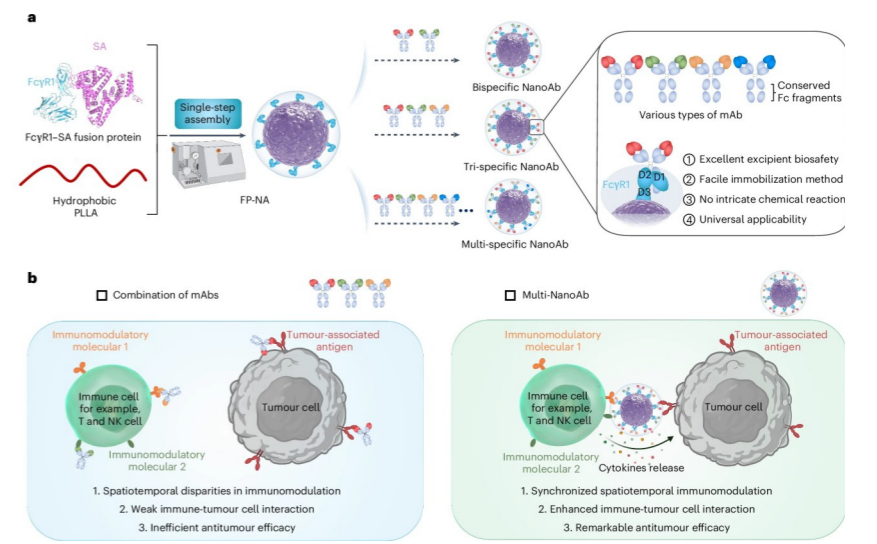 a
SA
FcγR1
FcγR1–SA fusion protein
Hydrophobic
PLLA
Single-step
assembly
FP-NA
Bispecific NanoAb
Tri-specific NanoAb
Multi-specific NanoAb
Conserved
Fc fragments
Various types of mAb
FcγR1
D2
D1
D3
① Excellent excipient biosafety
② Facile immobilization method
③ No intricate chemical reaction
④ Universal applicability
b
Combination of mAbs
Immunomodulatory
molecular 1
Tumour-associated
antigen
Immune cell
for example,
T and NK cell
Tumour cell
Immunomodulatory
molecular 2
1. Spatiotemporal disparities in immunomodulation
2. Weak immune-tumour cell interaction
3. Inefficient antitumour efficacy
Multi-NanoAb
Immunomodulatory
molecular 1
Tumour-associated
antigen
Immune cell
for example,
T and NK cell
Tumour cell
Immunomodulatory
molecular 2
Cytokines release
1. Synchronized spatiotemporal immunomodulation
2. Enhanced immune-tumour cell interaction
3. Remarkable antitumour efficacy